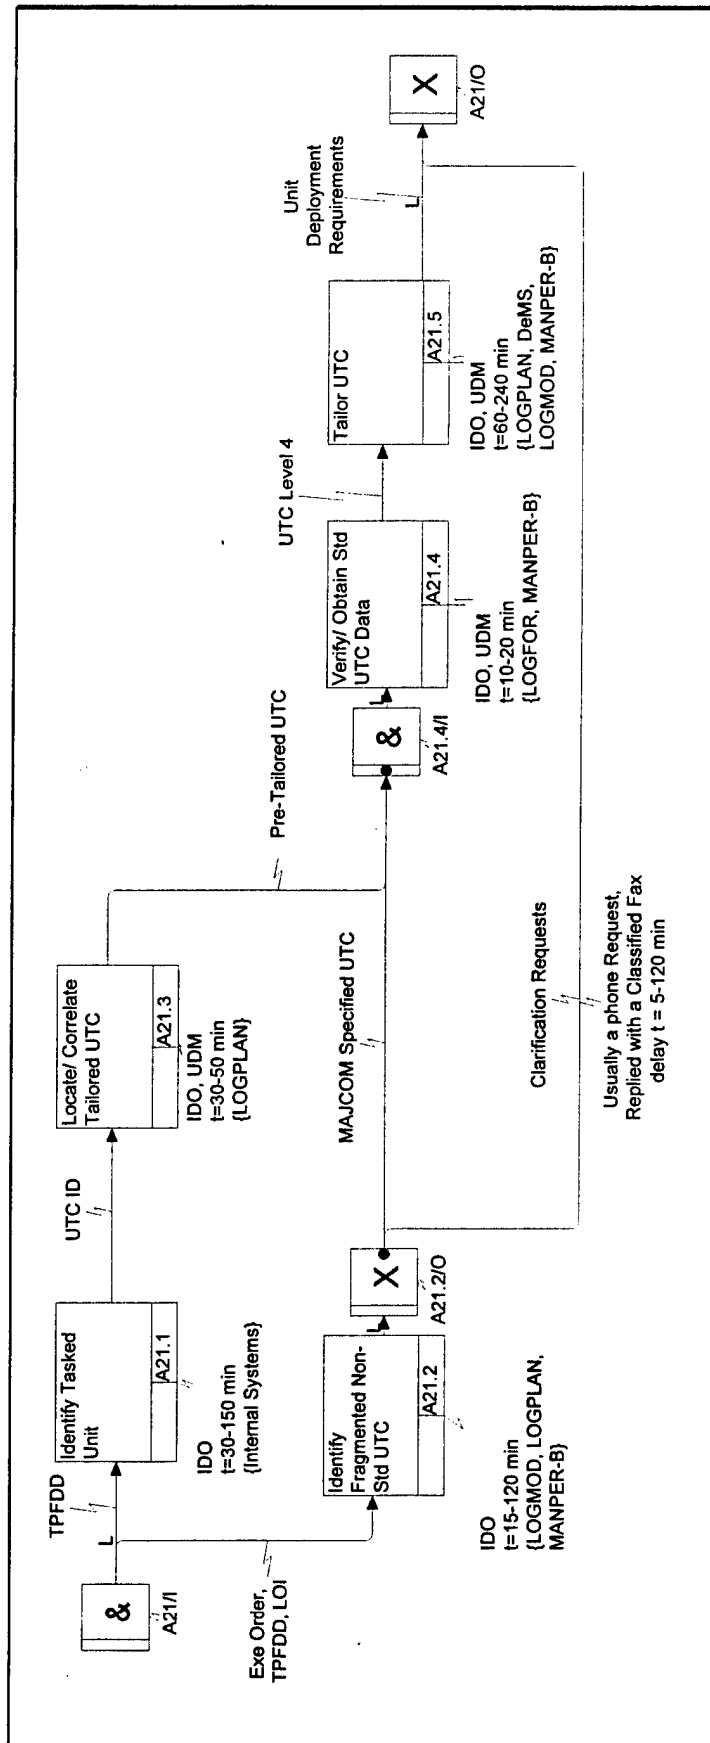 &
A21/I
TPFDD
L
Exe Order,
TPFDD, LOI
Identify Tasked
Unit
A21.1
IDO
t=30-150 min
{Internal Systems}
UTC ID
Locate/ Correlate
Tailored UTC
A21.3
IDO, UDM
t=30-50 min
{LOGPLAN}
Pre-Tailored UTC
Identify
Fragmented Non-
Std UTC
A21.2
IDO
t=15-120 min
{LOGMOD, LOGPLAN,
MANPER-B}
L
X
A21.2/O
MAJCOM Specified UTC
&
A21.4/I
L
Verify/ Obtain Std
UTC Data
A21.4
IDO, UDM
t=10-20 min
{LOGFOR, MANPER-B}
UTC Level 4
Tailor UTC
A21.5
IDO, UDM
t=60-240 min
{LOGPLAN, DeMS,
LOGMOD, MANPER-B}
Unit
Deployment
Requirements
L
X
A21/O
Clarification Requests
Usually a phone Request,
Replied with a Classified Fax
delay t = 5-120 min